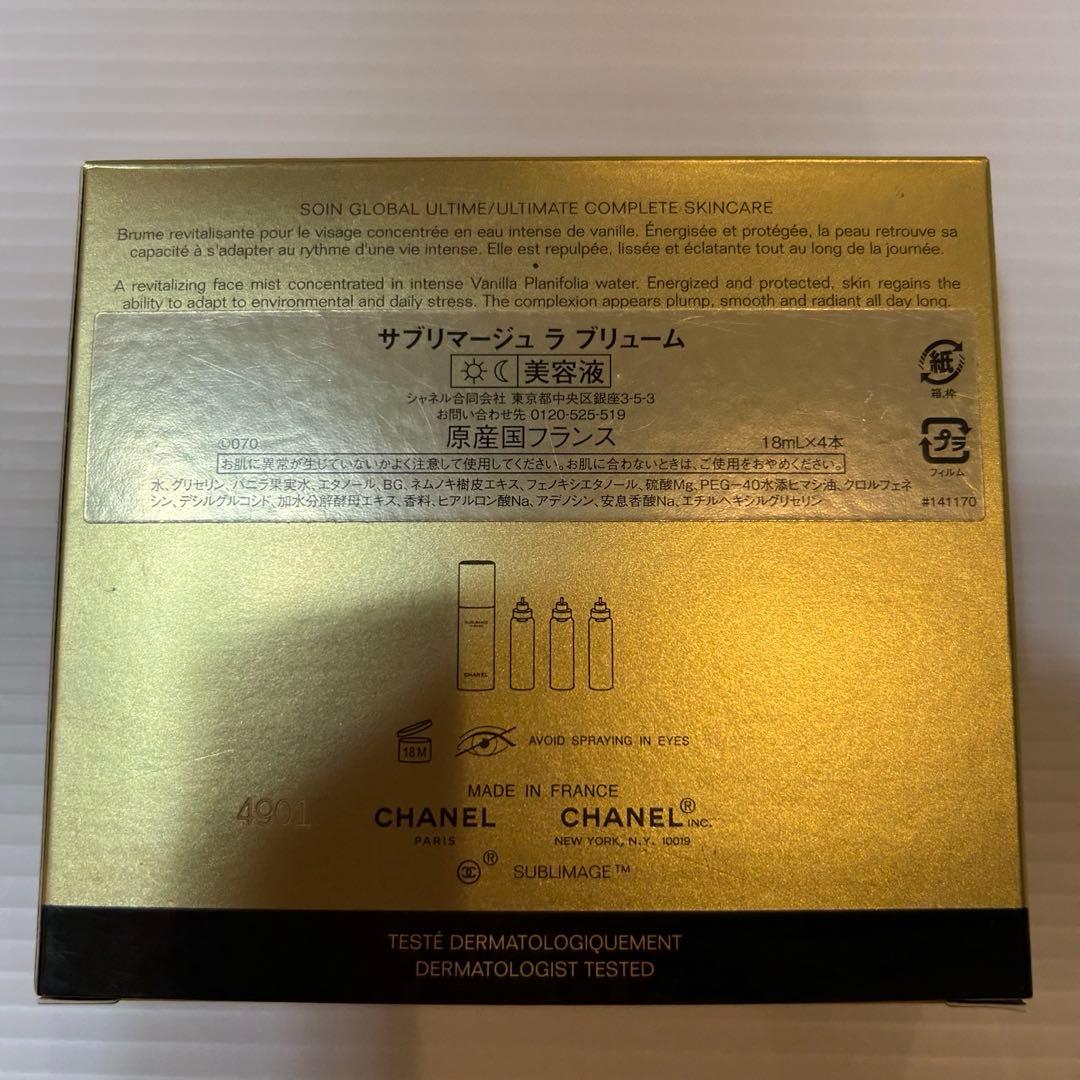 SOIN GLOBAL ULTIME/ULTIMATE COMPLETE SKINCARE
Brume revitalisante pour le visage concentrée en eau intense de vanille. Énergisée et protégée, la peau retrouve sa
capacité à s'adapter au rythme d'une vie intense. Elle est repulpée, lissée et éclatante tout au long de la journée.
•
A revitalizing face mist concentrated in intense Vanilla Planifolia water. Energized and protected, skin regains the
ability to adapt to environmental and daily stress. The complexion appears plump, smooth and radiant all day long.
サブリマージュ ラ ブリューム
美容液
シャネル合同会社 東京都中央区銀座3-5-3
お問い合わせ先 0120-525-519
©070 原産国フランス 18mL×4本
お肌に異常が生じていないかよく注意して使用してください。お肌に合わないときは、ご使用をおやめください。
水、グリセリン、バニラ果実水、エタノール、BG、ネムノキ樹皮エキス、フェノキシエタノール、硫酸Mg、PEG-40水添ヒマシ油、クロルフェネ
シン、デシルグルコシド、加水分解酵母エキス、香料、ヒアルロン酸Na、アデノシン、安息香酸Na、エチルヘキシルグリセリン #141170
紙
箱、枠
プラ
フィルム
SUBLIMAGE
CHANEL
18M
AVOID SPRAYING IN EYES
MADE IN FRANCE
4901
CHANEL CHANEL® INC.
PARIS NEW YORK, N.Y. 10019
® SUBLIMAGE™
TESTÉ DERMATOLOGIQUEMENT
DERMATOLOGIST TESTED